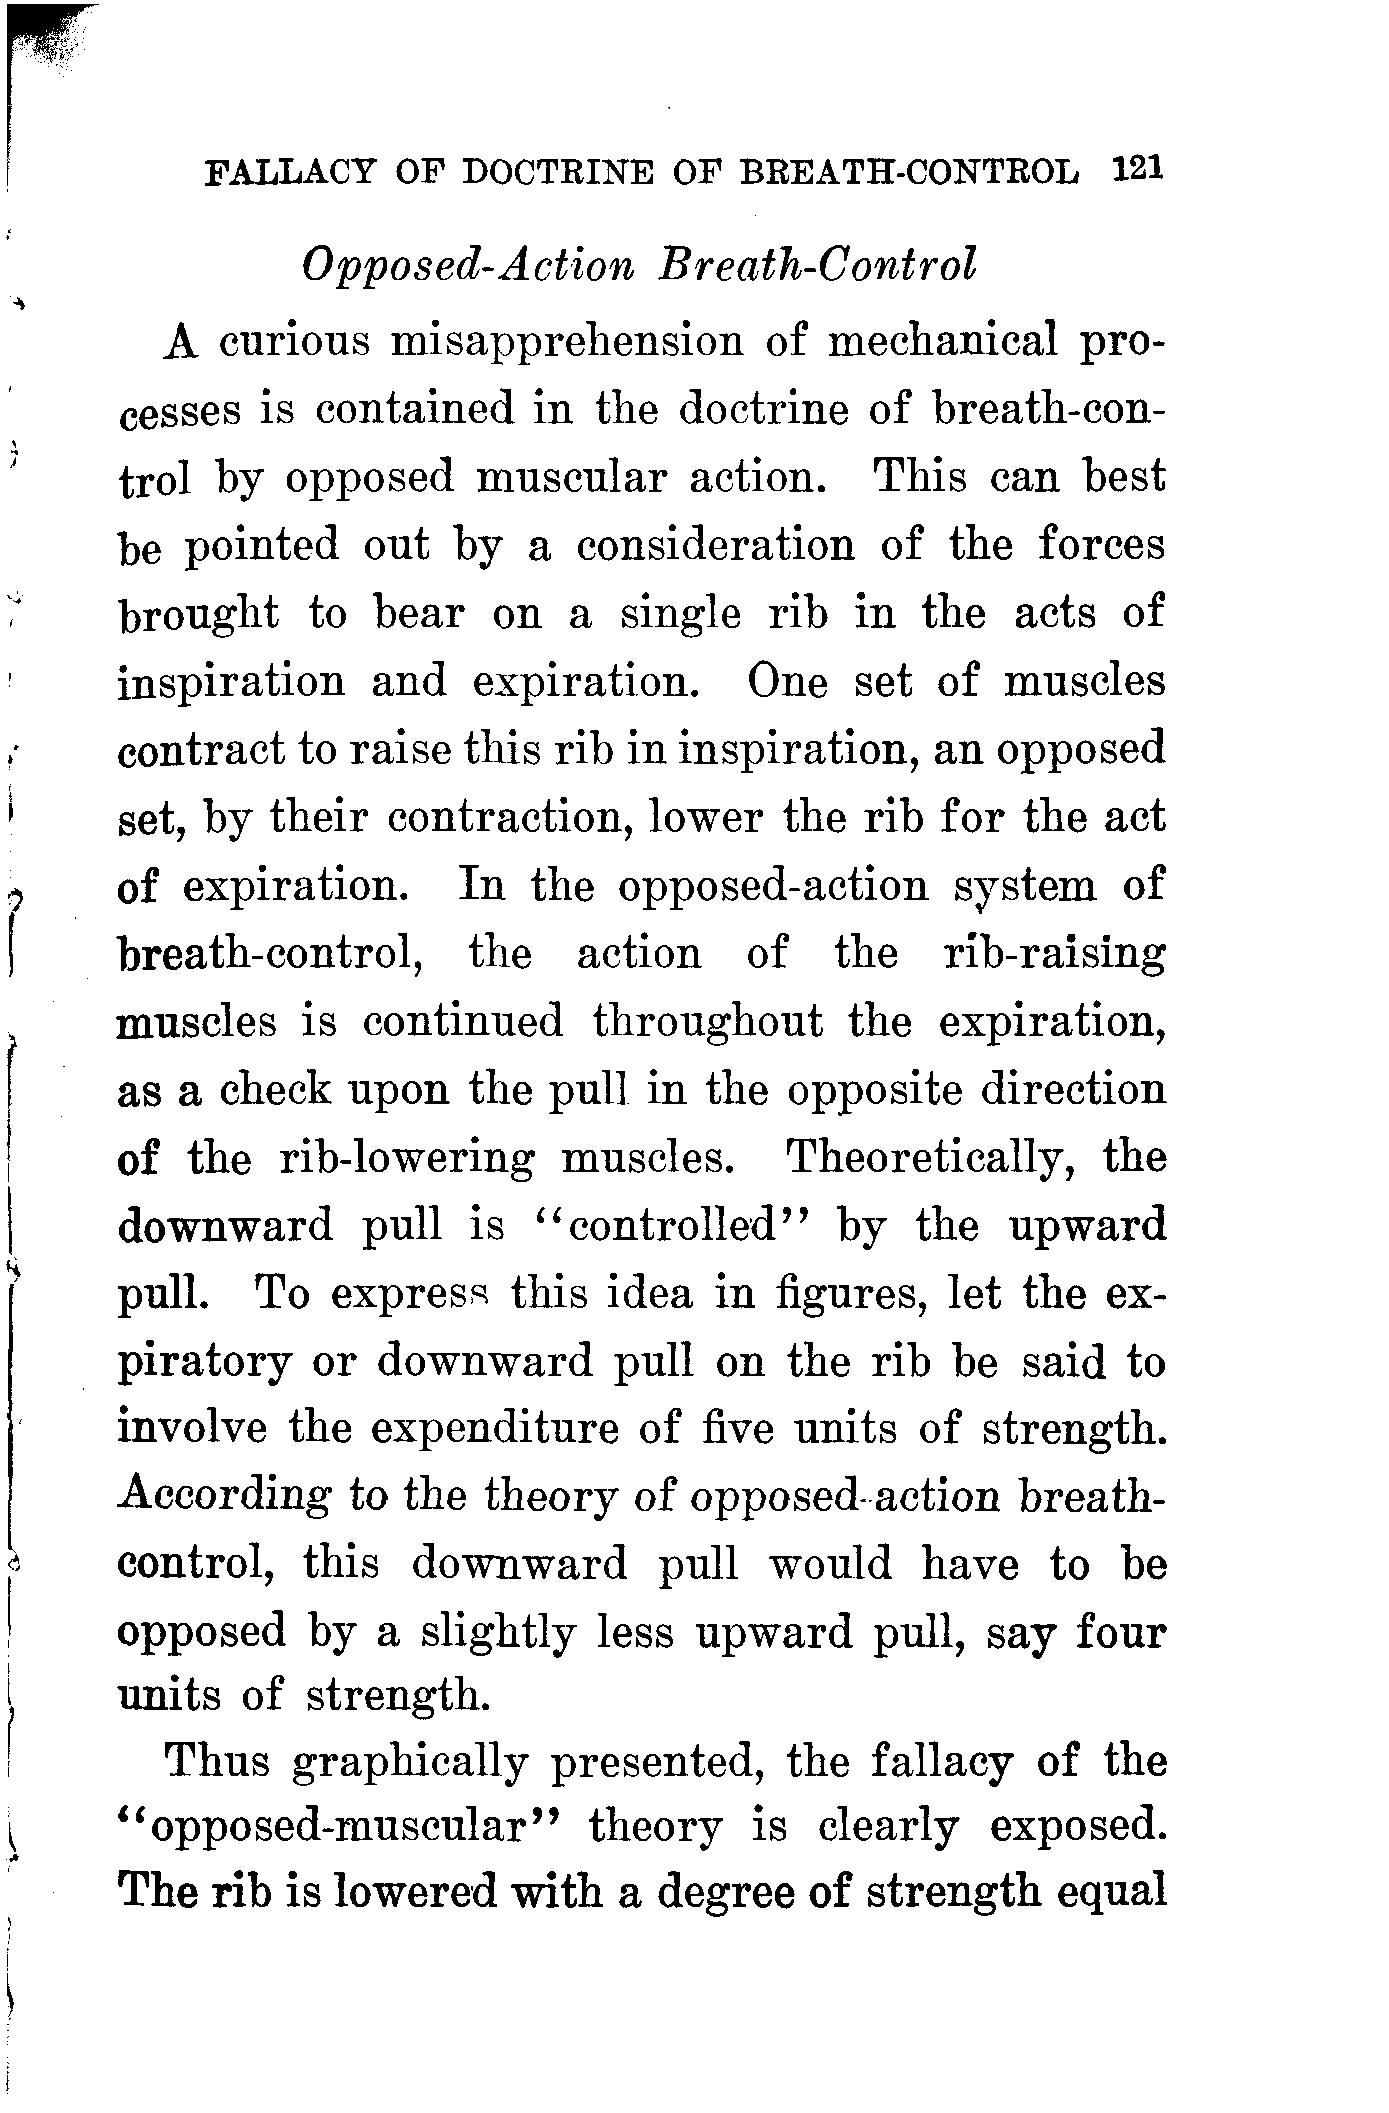 FALLACY OF DOCTRINE OF BREATH-CONTROL 121
Opposed-Action Breath-Control
A curious misapprehension of mechanical pro-
cesses is contained in the doctrine of breath-con-
trol by opposed muscular action. This can best
be pointed out by a consideration of the forces
brought to bear on a single rib in the acts of
inspiration and expiration. One set of muscles
contract to raise this rib in inspiration, an opposed
set, by their contraction, lower the rib for the act
of expiration. In the opposed-action system of
breath-control, the action of the rib-raising
muscles is continued throughout the expiration,
as a check upon the pull in the opposite direction
of the rib-lowering muscles. Theoretically, the
downward pull is "controlled" by the upward
pull. To express this idea in figures, let the ex-
piratory or downward pull on the rib be said to
involve the expenditure of five units of strength.
According to the theory of opposed-action breath-
control, this downward pull would have to be
opposed by a slightly less upward pull, say four
units of strength.
Thus graphically presented, the fallacy of the
"opposed-muscular" theory is clearly exposed.
The rib is lowered with a degree of strength equal